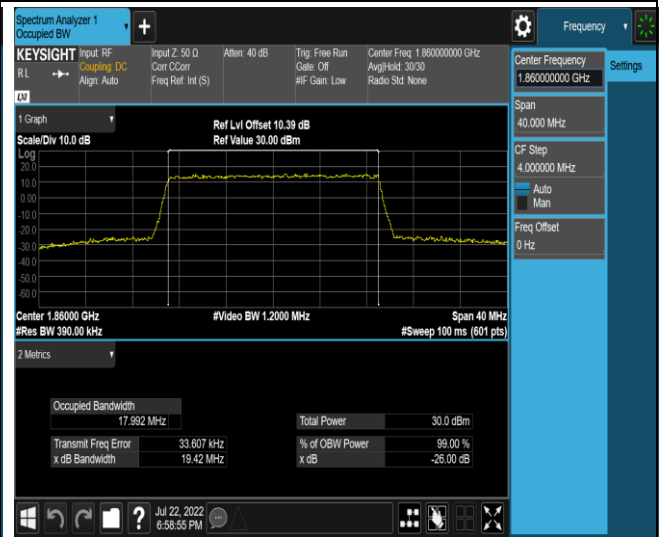 Spectrum Analyzer 1
Occupied BW
Frequency
KEYSIGHT
Input: RF
Coupling: DC
Align: Auto
RL
LXI
Input Z: 50 Ω
Corr CCorr
Freq Ref: Int (S)
Atten: 40 dB
Trig: Free Run
Gate: Off
#IF Gain: Low
Center Freq: 1.860000000 GHz
Avg|Hold: 30/30
Radio Std: None
Center Frequency
1.860000000 GHz
Settings
Span
40.000 MHz
CF Step
4.000000 MHz
Auto
Man
Freq Offset
0 Hz
1 Graph
Scale/Div 10.0 dB
Ref Lvl Offset 10.39 dB
Ref Value 30.00 dBm
Log
20.0
10.0
0.00
-10.0
-20.0
-30.0
-40.0
-50.0
-60.0
Center 1.86000 GHz
#Res BW 390.00 kHz
#Video BW 1.2000 MHz
Span 40 MHz
#Sweep 100 ms (601 pts)
2 Metrics
Occupied Bandwidth
17.992 MHz
Transmit Freq Error 33.607 kHz
x dB Bandwidth 19.42 MHz
Total Power 30.0 dBm
% of OBW Power 99.00 %
x dB -26.00 dB
Jul 22, 2022
6:58:55 PM